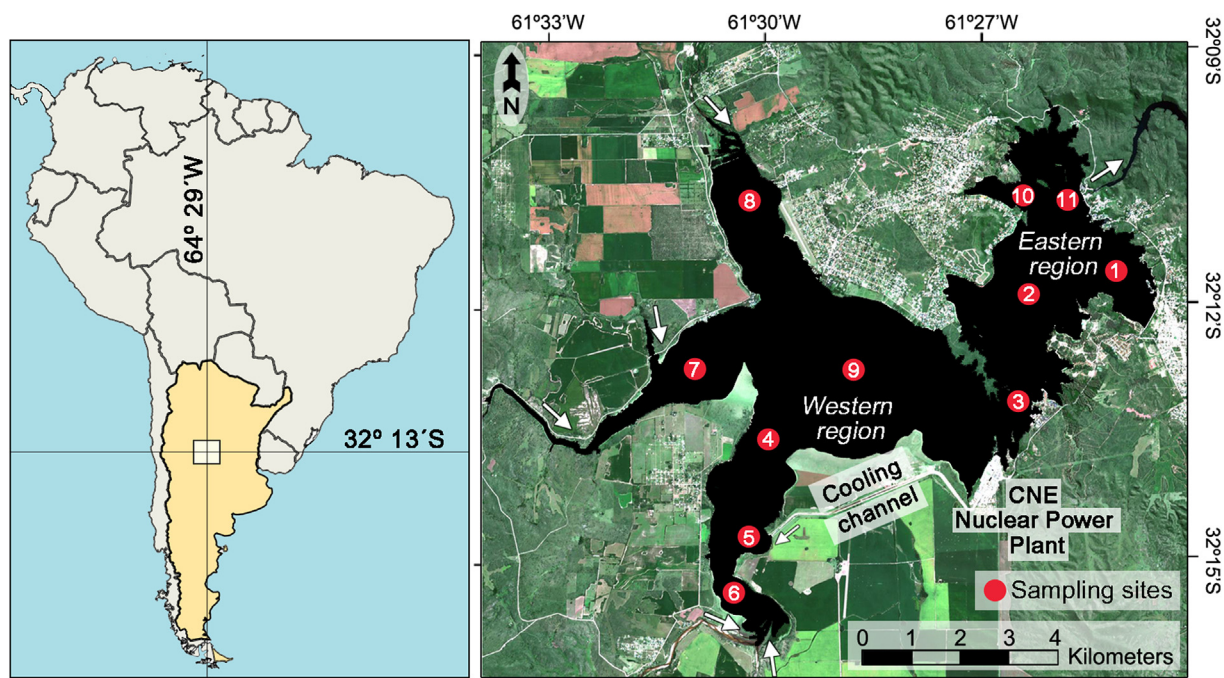 64º 29´W
32º 13´S
61º33'W
61º30'W
61º27'W
32º09'S
32º12'S
32º15'S
N
8
10
11
Eastern
region
1
2
7
9
3
Western
region
4
Cooling
channel
CNE
Nuclear Power
Plant
5
6
Sampling sites
0 1 2 3 4
Kilometers